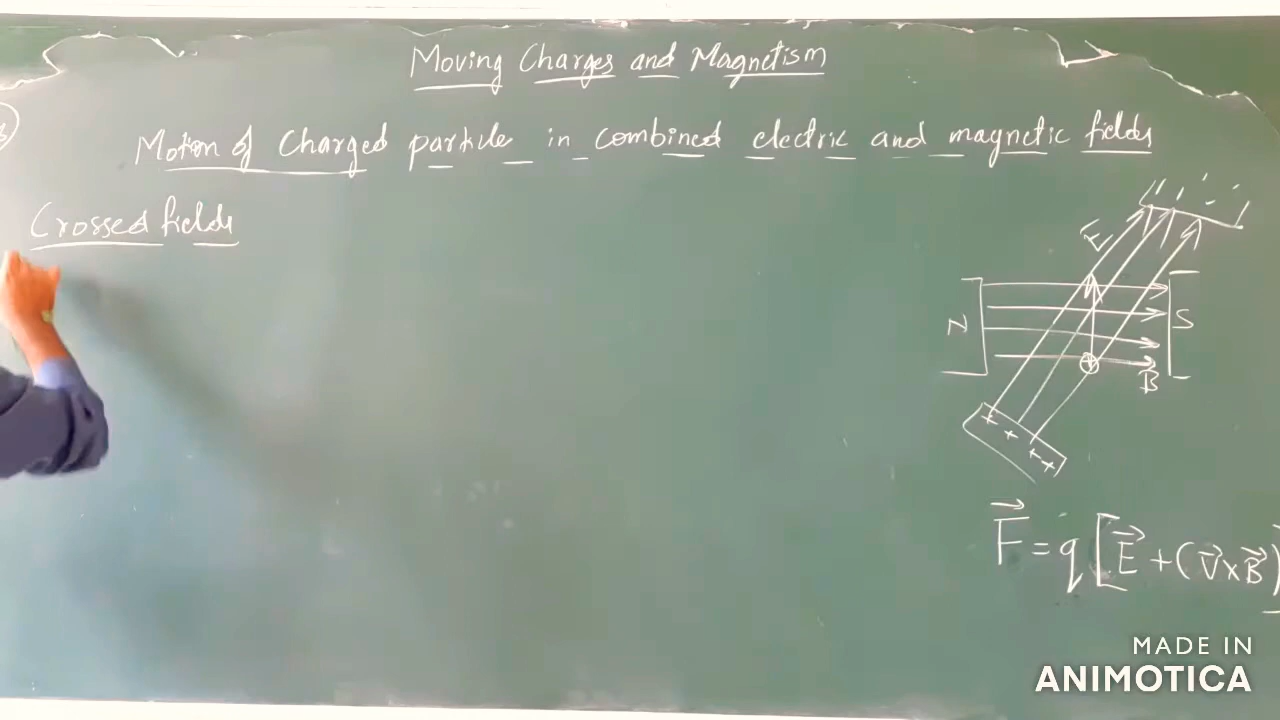 Moving Charges and Magnetism
Motion of Charged particle in combined electric and magnetic fields
Crossed fields
E
N
S
B
+ + + +
F = q [E + (V×B)
MADE IN
ANIMOTICA